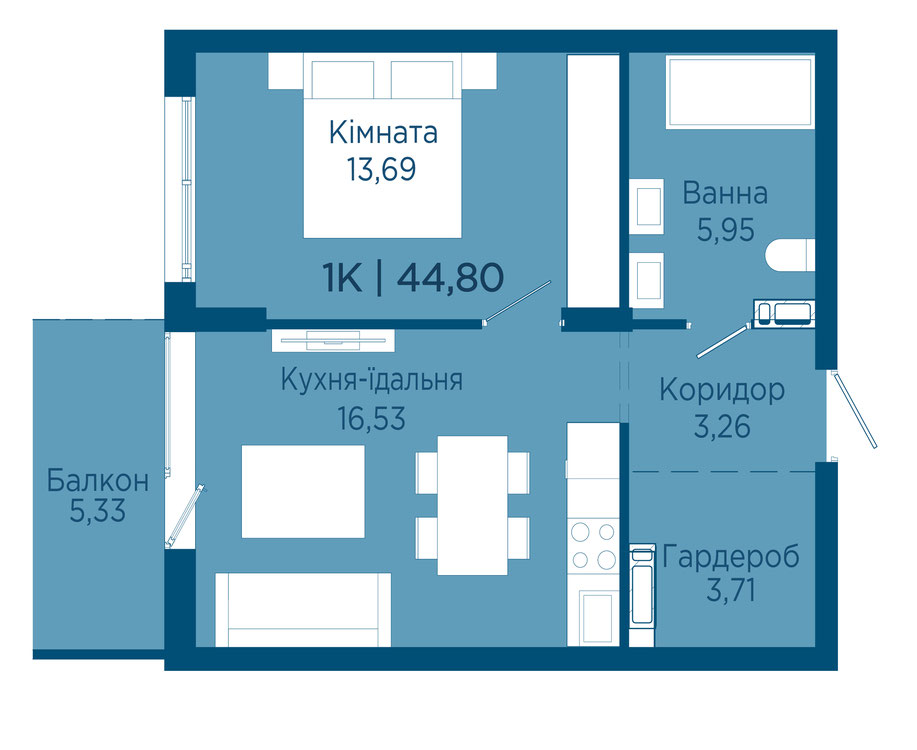 Кімната
13,69
Ванна
5,95
1К | 44,80
Кухня-їдальня
16,53
Коридор
3,26
Балкон
5,33
Гардероб
3,71